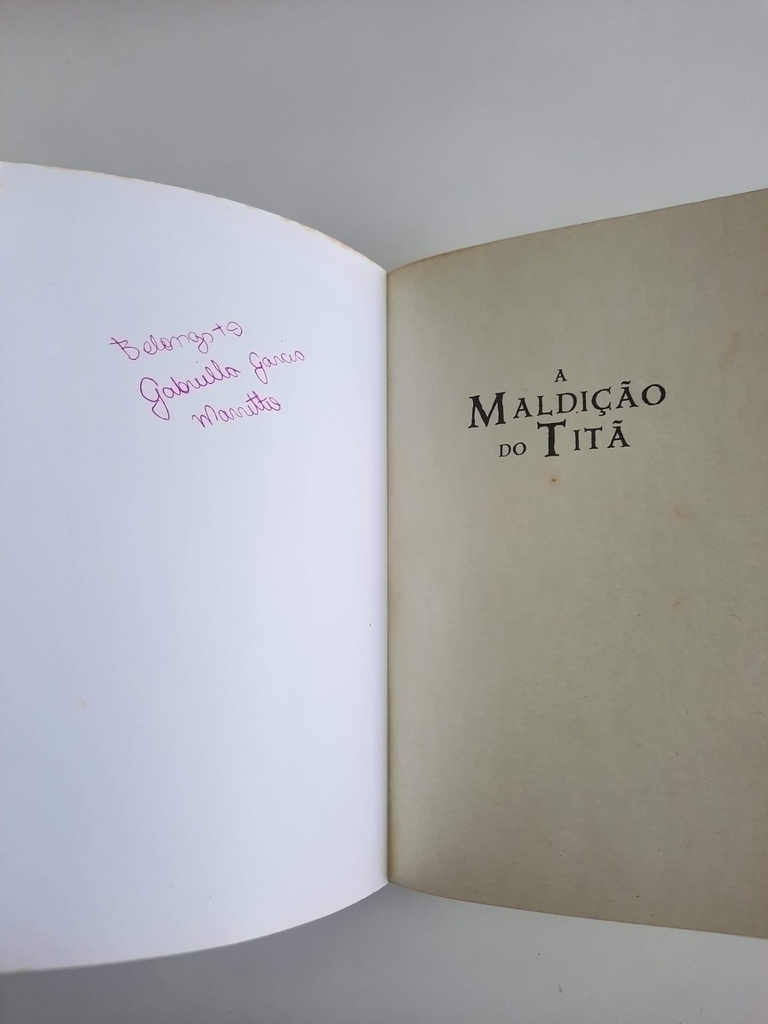 Belongs to
Gabriella Garcia
A
MALDIÇÃO
DO TITÃ